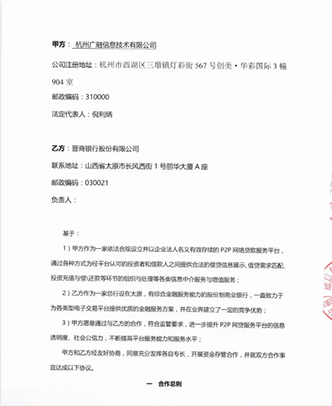 甲方： 杭州广融信息技术有限公司
公司注册地址：杭州市西湖区三墩镇灯彩街 567 号创美·华彩国际 3 幢
904 室
邮政编码：310000
法定代表人：倪利炳
乙方：晋商银行股份有限公司
联系地址：山西省太原市长风西街 1 号丽华大厦 A 座
邮政编码：030021
负责人：
基于：
1）甲方作为一家依法合规设立并以企业法人名义有效存续的 P2P 网络贷款服务平台，
通过各种方式为经平台认可的投资者和借款人之间提供合法的借贷信息展示、借贷需求匹配、
投资充值与借\还款等环节的组织与处理等各类信息中介服务与增值服务；
2）乙方作为一家总行设在太原，有综合金融服务能力的股份制商业银行，一直致力于
为各类型电子交易平台提供优质的金融服务方案，并在业界建立了一定的竞争优势；
3）甲方愿意通过与乙方的合作，符合监管要求，进一步提升 P2P 网贷服务平台的信息
透明度、社会公信力，不断提高平台服务能力和服务水平；
甲方和乙方经友好协商，同意充分发挥各自专长，开展资金存管合作，并就双方合作事
宜达成以下协议。
一 合作总则